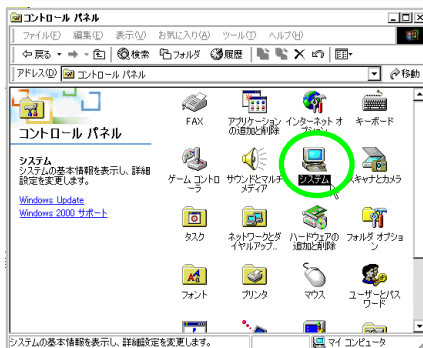 コントロール パネル
ファイル(F) 編集(E) 表示(V) お気に入り(A) ツール(T) ヘルプ(H)
戻る 検索 フォルダ 履歴
アドレス(D) コントロール パネル 移動
コントロール パネル
システム
システムの基本情報を表示し、詳細
設定を変更します。
Windows Update
Windows 2000 サポート
FAX
アプリケーション
の追加と削除
インターネット オ
プション
キーボード
ゲーム コントロ
ーラ
サウンドとマルチ
メディア
システム
スキャナとカメラ
タスク
ネットワークとダ
イヤルアップ...
ハードウェアの
追加と削除
フォルダ オプショ
ン
フォント
プリンタ
マウス
ユーザーとパス
ワード
システムの基本情報を表示し、詳細設定を変更します。 マイ コンピュータ